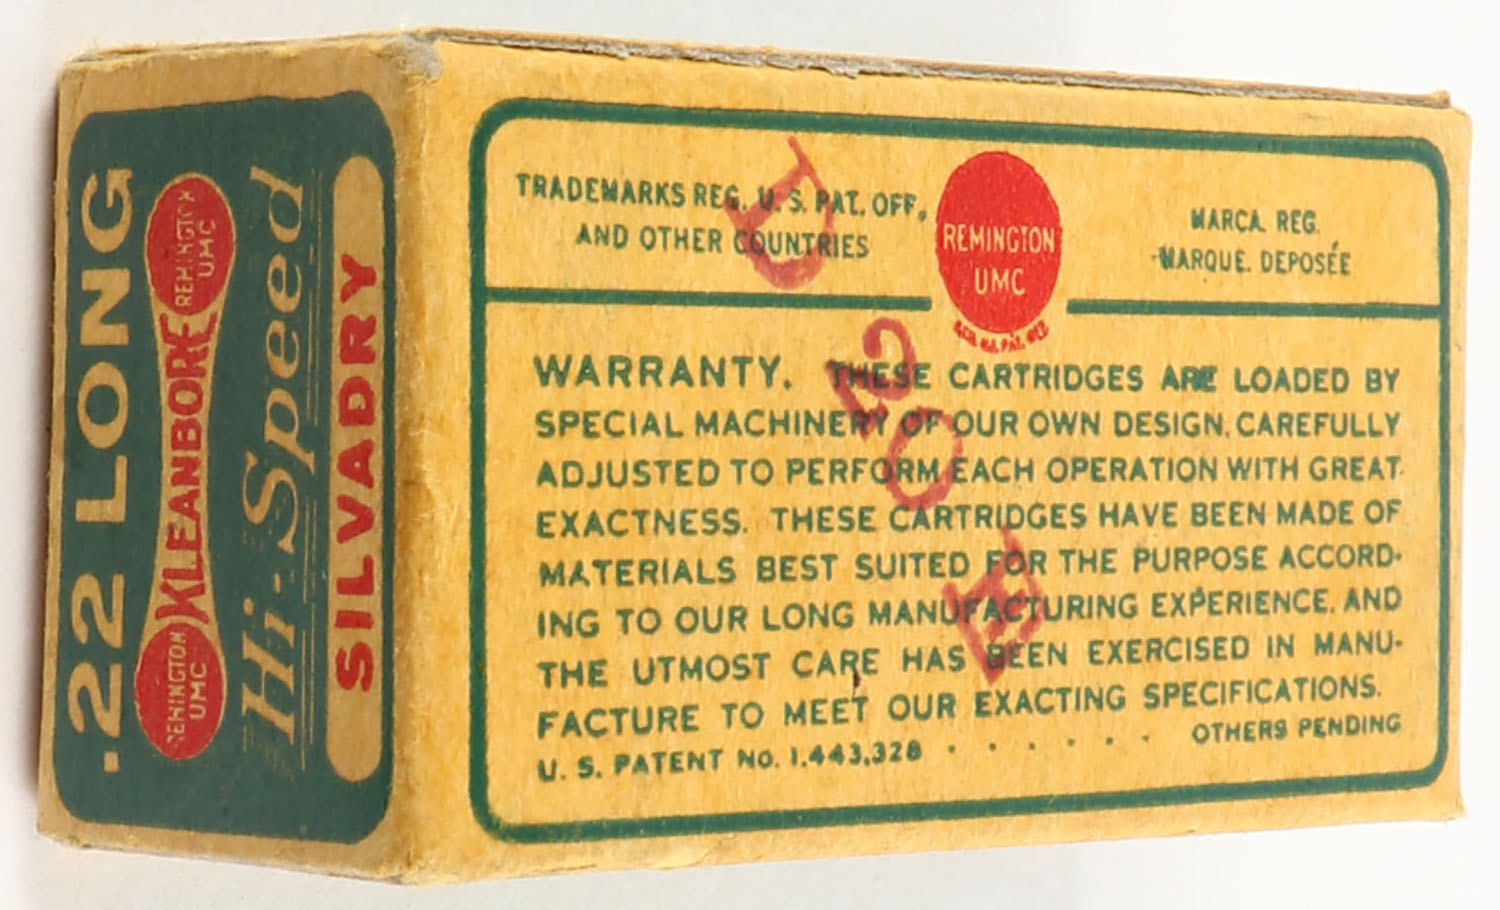 .22 LONG
REMINGTON
UMC
KLEANBORE
REMINGTON
UMC
Hi-Speed
SILVADRY
TRADEMARKS REG. U. S. PAT. OFF.
AND OTHER COUNTRIES
REMINGTON
UMC
REG. U.S. PAT. OFF.
MARCA REG.
MARQUE DEPOSÉE
WARRANTY. THESE CARTRIDGES ARE LOADED BY
SPECIAL MACHINERY OF OUR OWN DESIGN, CAREFULLY
ADJUSTED TO PERFORM EACH OPERATION WITH GREAT
EXACTNESS. THESE CARTRIDGES HAVE BEEN MADE OF
MATERIALS BEST SUITED FOR THE PURPOSE ACCORD-
ING TO OUR LONG MANUFACTURING EXPERIENCE, AND
THE UTMOST CARE HAS BEEN EXERCISED IN MANU-
FACTURE TO MEET OUR EXACTING SPECIFICATIONS.
U. S. PATENT No. 1,443,328 . . . . . . OTHERS PENDING